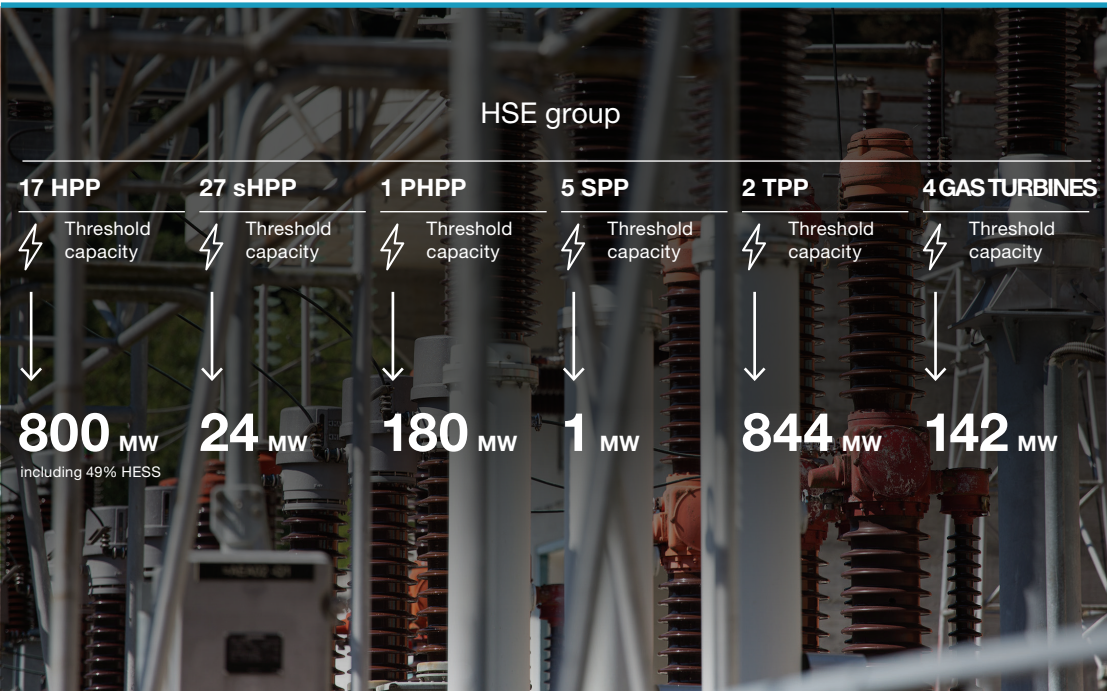 HSE group
17 HPP
Threshold
capacity
800 MW
including 49% HESS
27 sHPP
Threshold
capacity
24 MW
1 PHPP
Threshold
capacity
180 MW
5 SPP
Threshold
capacity
1 MW
2 TPP
Threshold
capacity
844 MW
4 GAS TURBINES
Threshold
capacity
142 MW